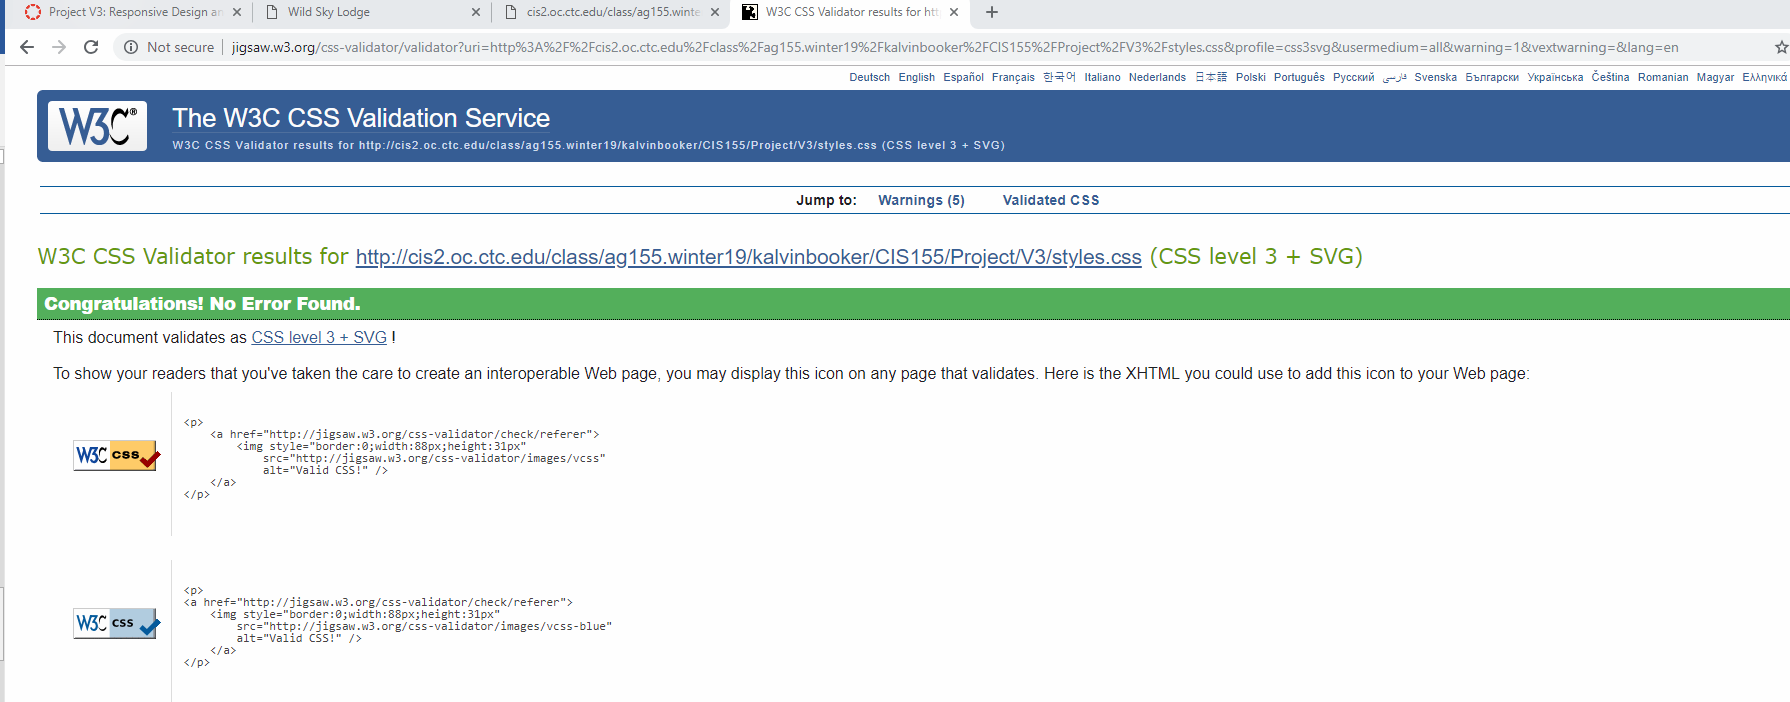 Project V3: Responsive Design an
Wild Sky Lodge
cis2.oc.ctc.edu/class/ag155.winte
W3C CSS Validator results for htt
Not secure jigsaw.w3.org/css-validator/validator?uri=http%3A%2F%2Fcis2.oc.ctc.edu%2Fclass%2Fag155.winter19%2Fkalvinbooker%2FCIS155%2FProject%2FV3%2Fstyles.css&profile=css3svg&usermedium=all&warning=1&vextwarning=&lang=en
Deutsch English Español Français 한국어 Italiano Nederlands 日本語 Polski Português Русский فارسی Svenska Български Українська Čeština Romanian Magyar Ελληνικά
W3C®
The W3C CSS Validation Service
W3C CSS Validator results for http://cis2.oc.ctc.edu/class/ag155.winter19/kalvinbooker/CIS155/Project/V3/styles.css (CSS level 3 + SVG)
Jump to: Warnings (5) Validated CSS
W3C CSS Validator results for http://cis2.oc.ctc.edu/class/ag155.winter19/kalvinbooker/CIS155/Project/V3/styles.css (CSS level 3 + SVG)
Congratulations! No Error Found.
This document validates as CSS level 3 + SVG !
To show your readers that you've taken the care to create an interoperable Web page, you may display this icon on any page that validates. Here is the XHTML you could use to add this icon to your Web page:
W3C css
<p>
<a href="http://jigsaw.w3.org/css-validator/check/referer">
<img style="border:0;width:88px;height:31px"
src="http://jigsaw.w3.org/css-validator/images/vcss"
alt="Valid CSS!" />
</a>
</p>
W3C css
<p>
<a href="http://jigsaw.w3.org/css-validator/check/referer">
<img style="border:0;width:88px;height:31px"
src="http://jigsaw.w3.org/css-validator/images/vcss-blue"
alt="Valid CSS!" />
</a>
</p>